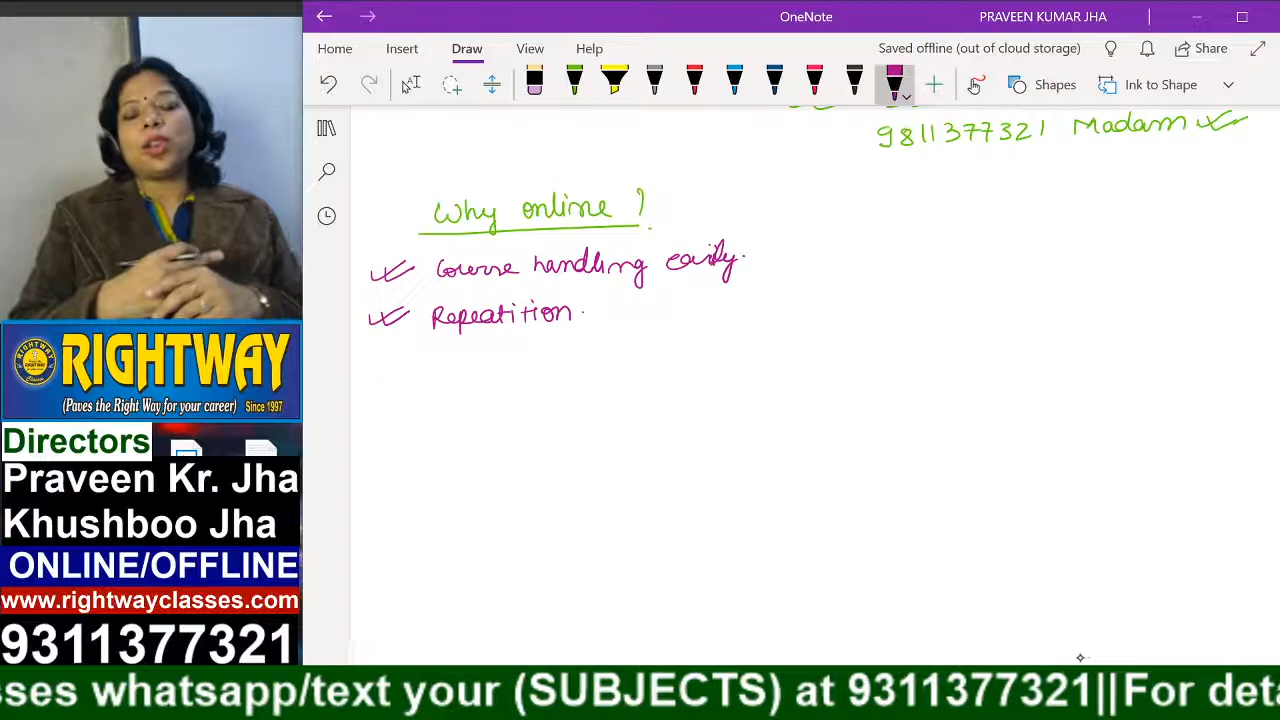 OneNote
PRAVEEN KUMAR JHA
Home Insert Draw View Help
Saved offline (out of cloud storage)
Share
Shapes
Ink to Shape
9811377321 Madam
Why online ?
Course handling easily.
Repeatition.
RIGHTWAY
(Paves the Right Way for your career) Since 1997
Directors
Praveen Kr. Jha
Khushboo Jha
ONLINE/OFFLINE
www.rightwayclasses.com
9311377321
sses whatsapp/text your (SUBJECTS) at 9311377321||For deta